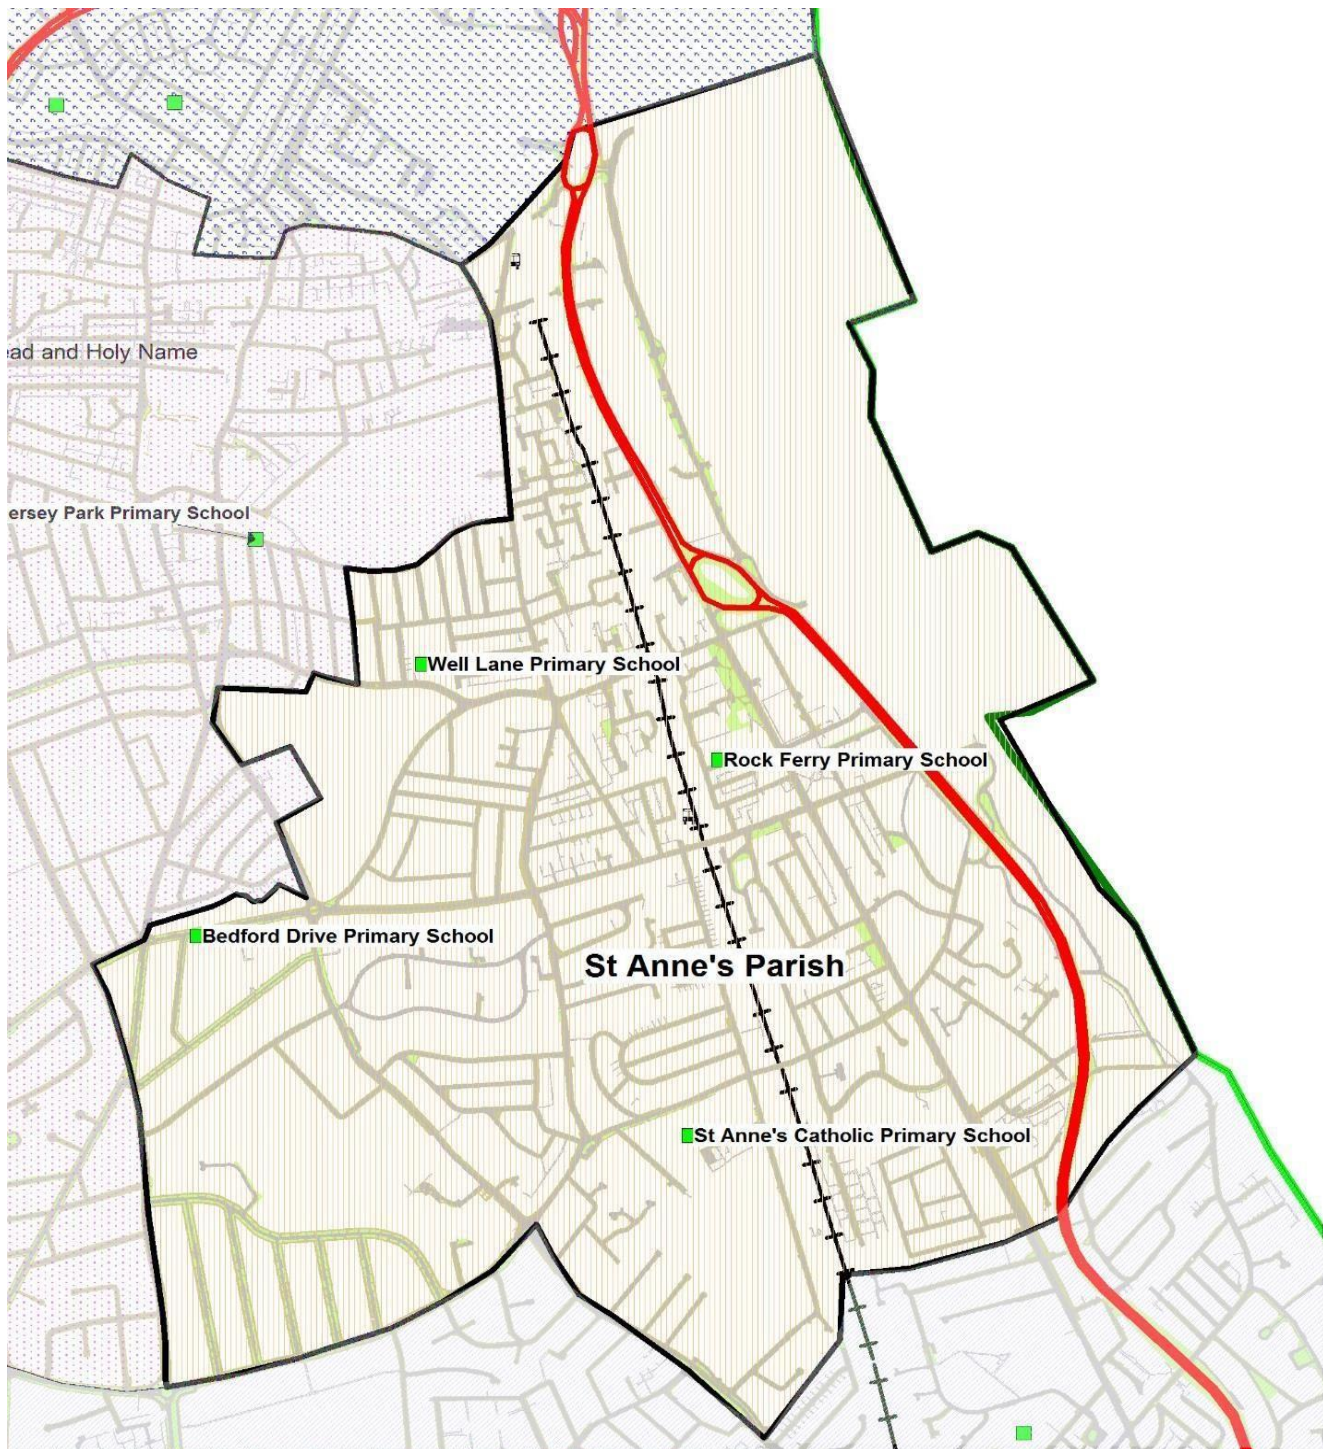 ead and Holy Name
ersey Park Primary School
Well Lane Primary School
Rock Ferry Primary School
Bedford Drive Primary School
St Anne's Parish
St Anne's Catholic Primary School